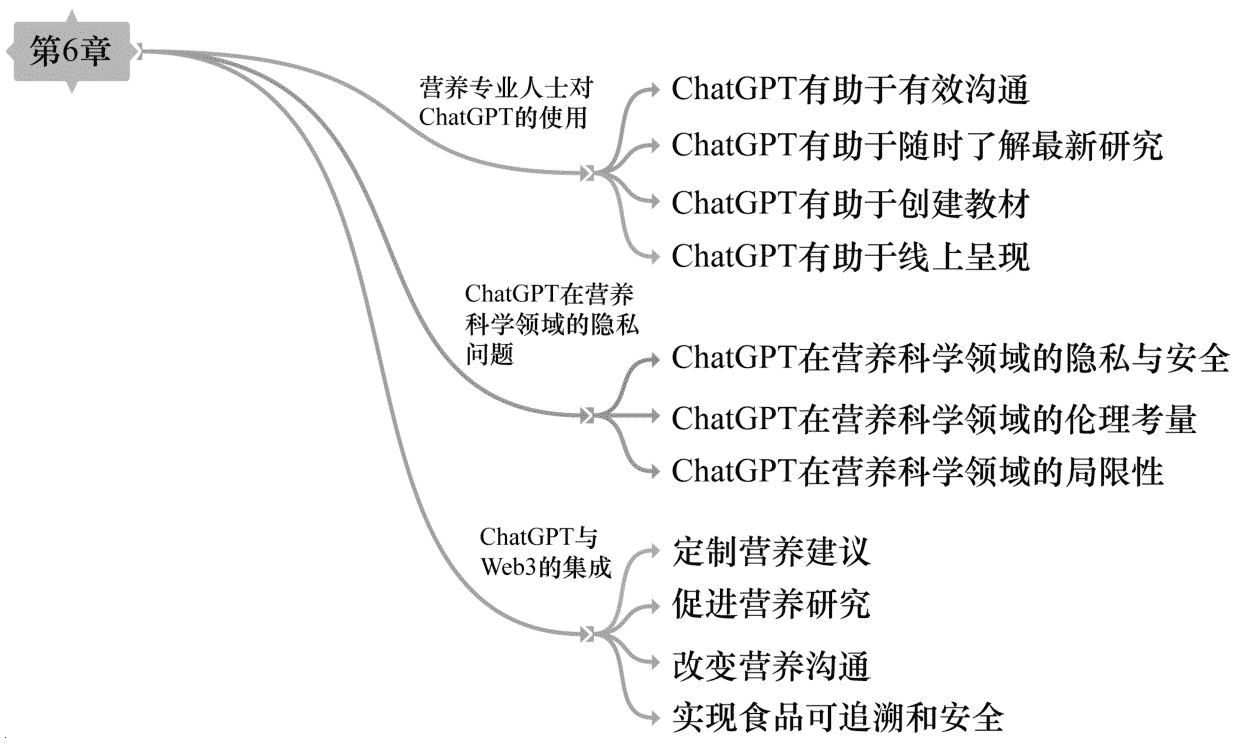 第6章
营养专业人士对
ChatGPT的使用
ChatGPT有助于有效沟通
ChatGPT有助于随时了解最新研究
ChatGPT有助于创建教材
ChatGPT有助于线上呈现
ChatGPT在营养
科学领域的隐私
问题
ChatGPT在营养科学领域的隐私与安全
ChatGPT在营养科学领域的伦理考量
ChatGPT在营养科学领域的局限性
ChatGPT与
Web3的集成
定制营养建议
促进营养研究
改变营养沟通
实现食品可追溯和安全